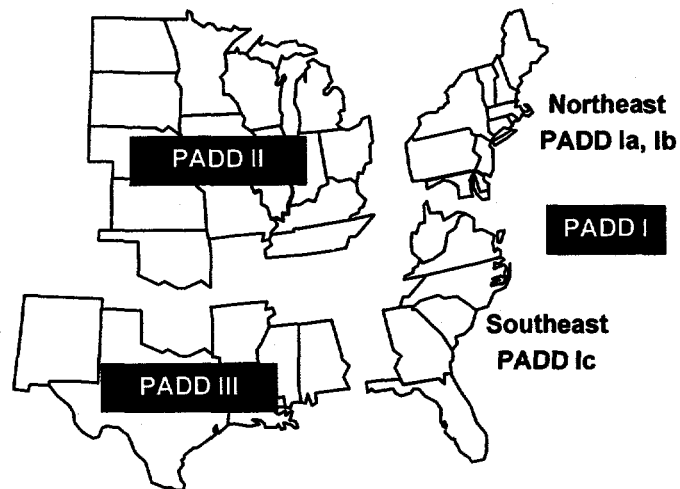 Northeast
PADD Ia, Ib
PADD II
PADD I
Southeast
PADD Ic
PADD III